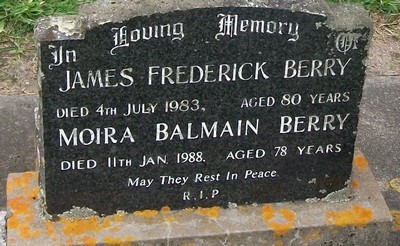 In Loving Memory Of
JAMES FREDERICK BERRY
DIED 4TH JULY 1983, AGED 80 YEARS
MOIRA BALMAIN BERRY
DIED 11TH JAN. 1988. AGED 78 YEARS
May They Rest In Peace.
R.I.P.